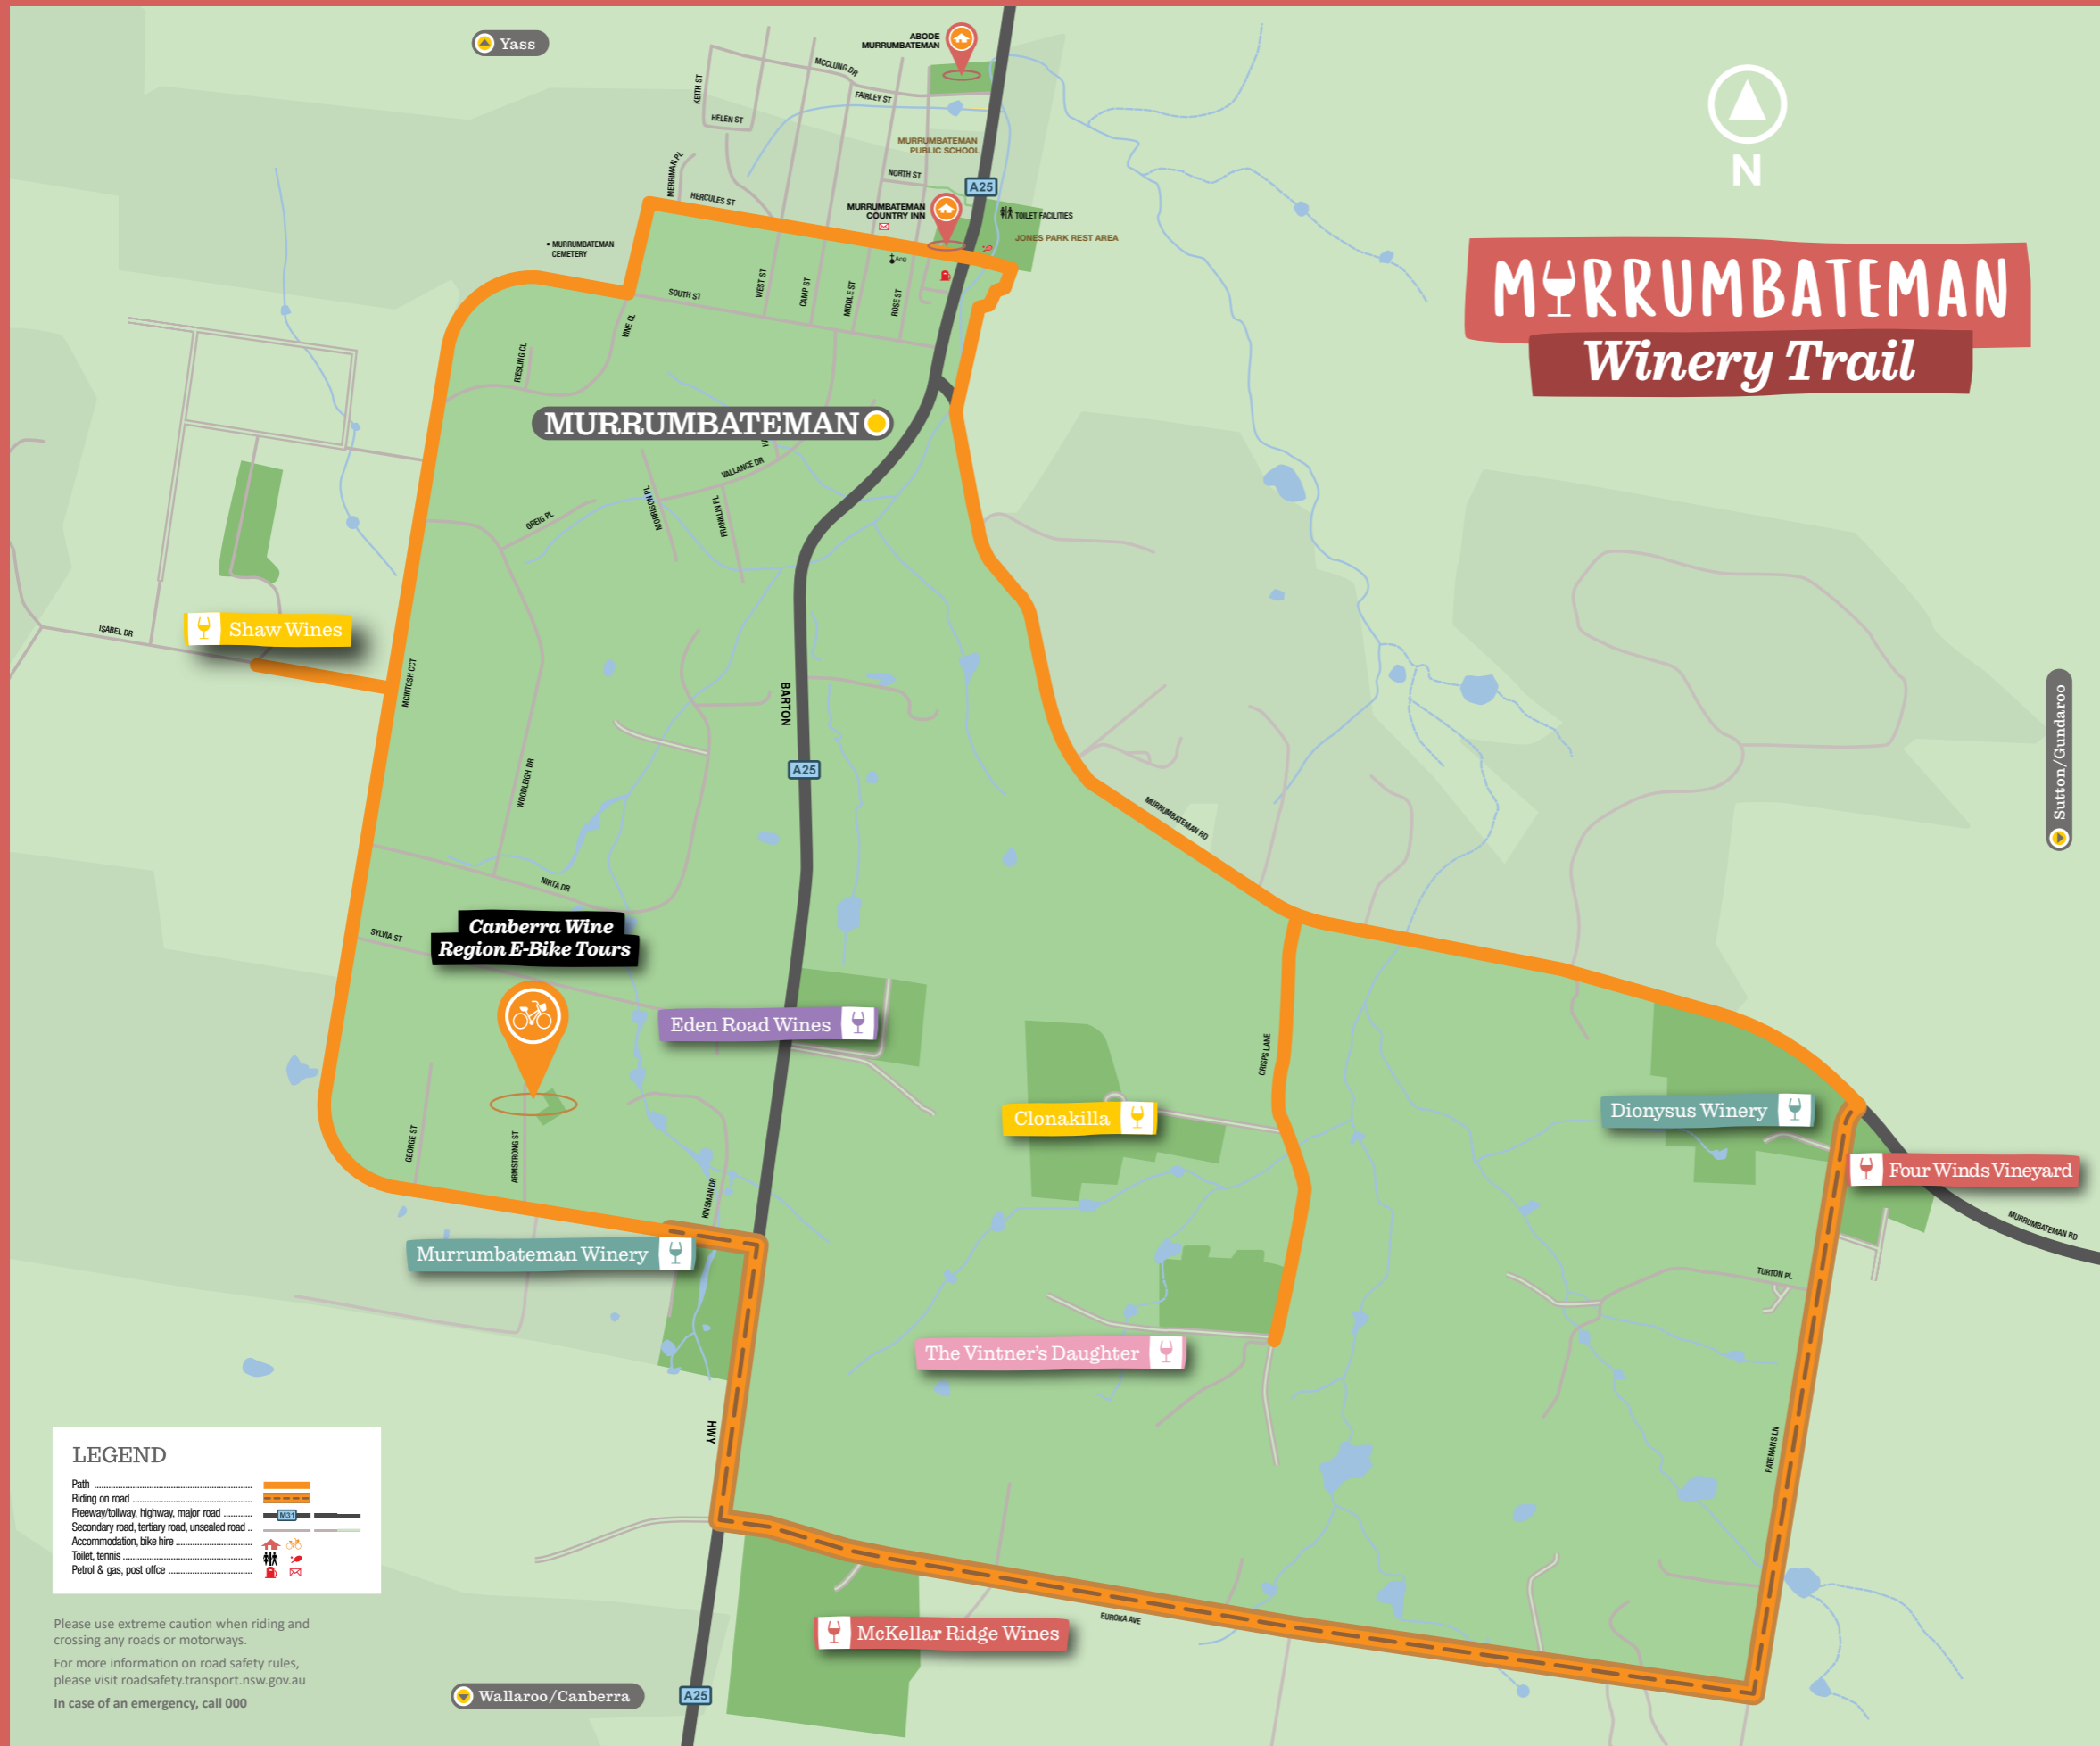 Yass
ABODE
MURRUMBATEMAN
MCCLUNG DR
KEITH ST
FAIRLEY ST
HELEN ST
MURRUMBATEMAN
PUBLIC SCHOOL
MERRIMAN PL
NORTH ST
A25
HERCULES ST
MURRUMBATEMAN
COUNTRY INN
TOILET FACILITIES
JONES PARK REST AREA
• MURRUMBATEMAN
CEMETERY
Ang
N
MURRUMBATEMAN
Winery Trail
SOUTH ST
WEST ST
CAMP ST
MIDDLE ST
ROSE ST
VINE CL
RIESLING CL
MURRUMBATEMAN
VALLANCE DR
MORRISON PL
FRANKLIN PL
GREIG PL
Shaw Wines
ISABEL DR
MCINTOSH CCT
BARTON
A25
WOODLEIGH DR
Sutton/Gundaroo
MURRUMBATEMAN RD
NIRTA DR
SYLVIA ST
Canberra Wine
Region E-Bike Tours
Eden Road Wines
CRISPS LANE
Clonakilla
Dionysus Winery
GEORGE ST
ARMSTRONG ST
KINSMAN DR
Four Winds Vineyard
MURRUMBATEMAN RD
Murrumbateman Winery
TURTON PL
The Vintner's Daughter
HWY
PATEMANS LN
LEGEND
Path
Riding on road
Freeway/tollway, highway, major road
M31
Secondary road, tertiary road, unsealed road
Accommodation, bike hire
Toilet, tennis
Petrol & gas, post offce
EUROKA AVE
McKellar Ridge Wines
Please use extreme caution when riding and
crossing any roads or motorways.
For more information on road safety rules,
please visit roadsafety.transport.nsw.gov.au
In case of an emergency, call 000
Wallaroo/Canberra
A25